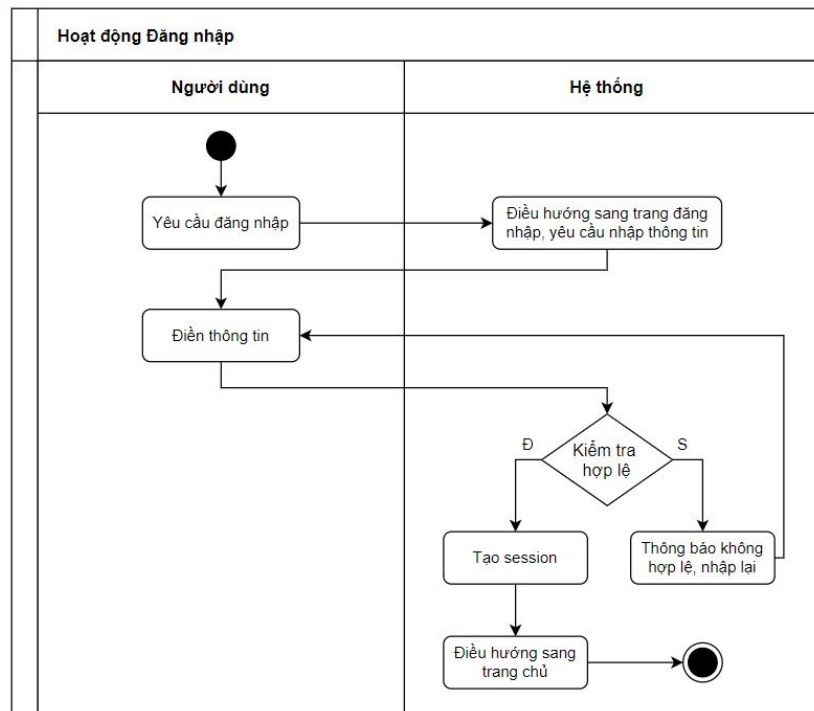 Hoạt động Đăng nhập
Người dùng
Hệ thống
Yêu cầu đăng nhập
Điều hướng sang trang đăng
nhập, yêu cầu nhập thông tin
Điền thông tin
Kiểm tra
hợp lệ
Đ
S
Tạo session
Thông báo không
hợp lệ, nhập lại
Điều hướng sang
trang chủ